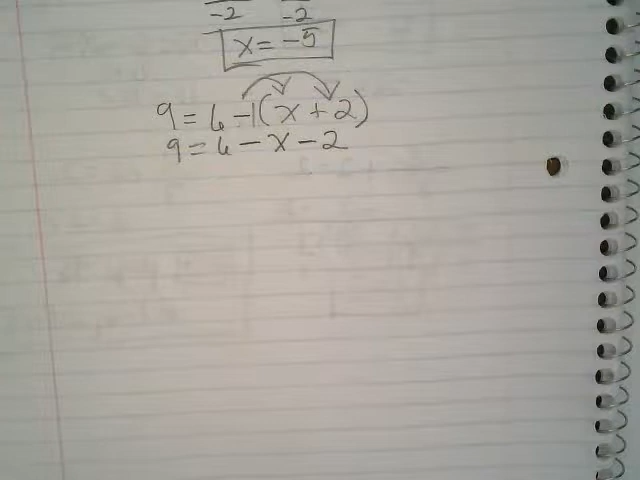 -2 -2
x = -5
9 = 6 -1(x + 2)
9 = 6 - x - 2